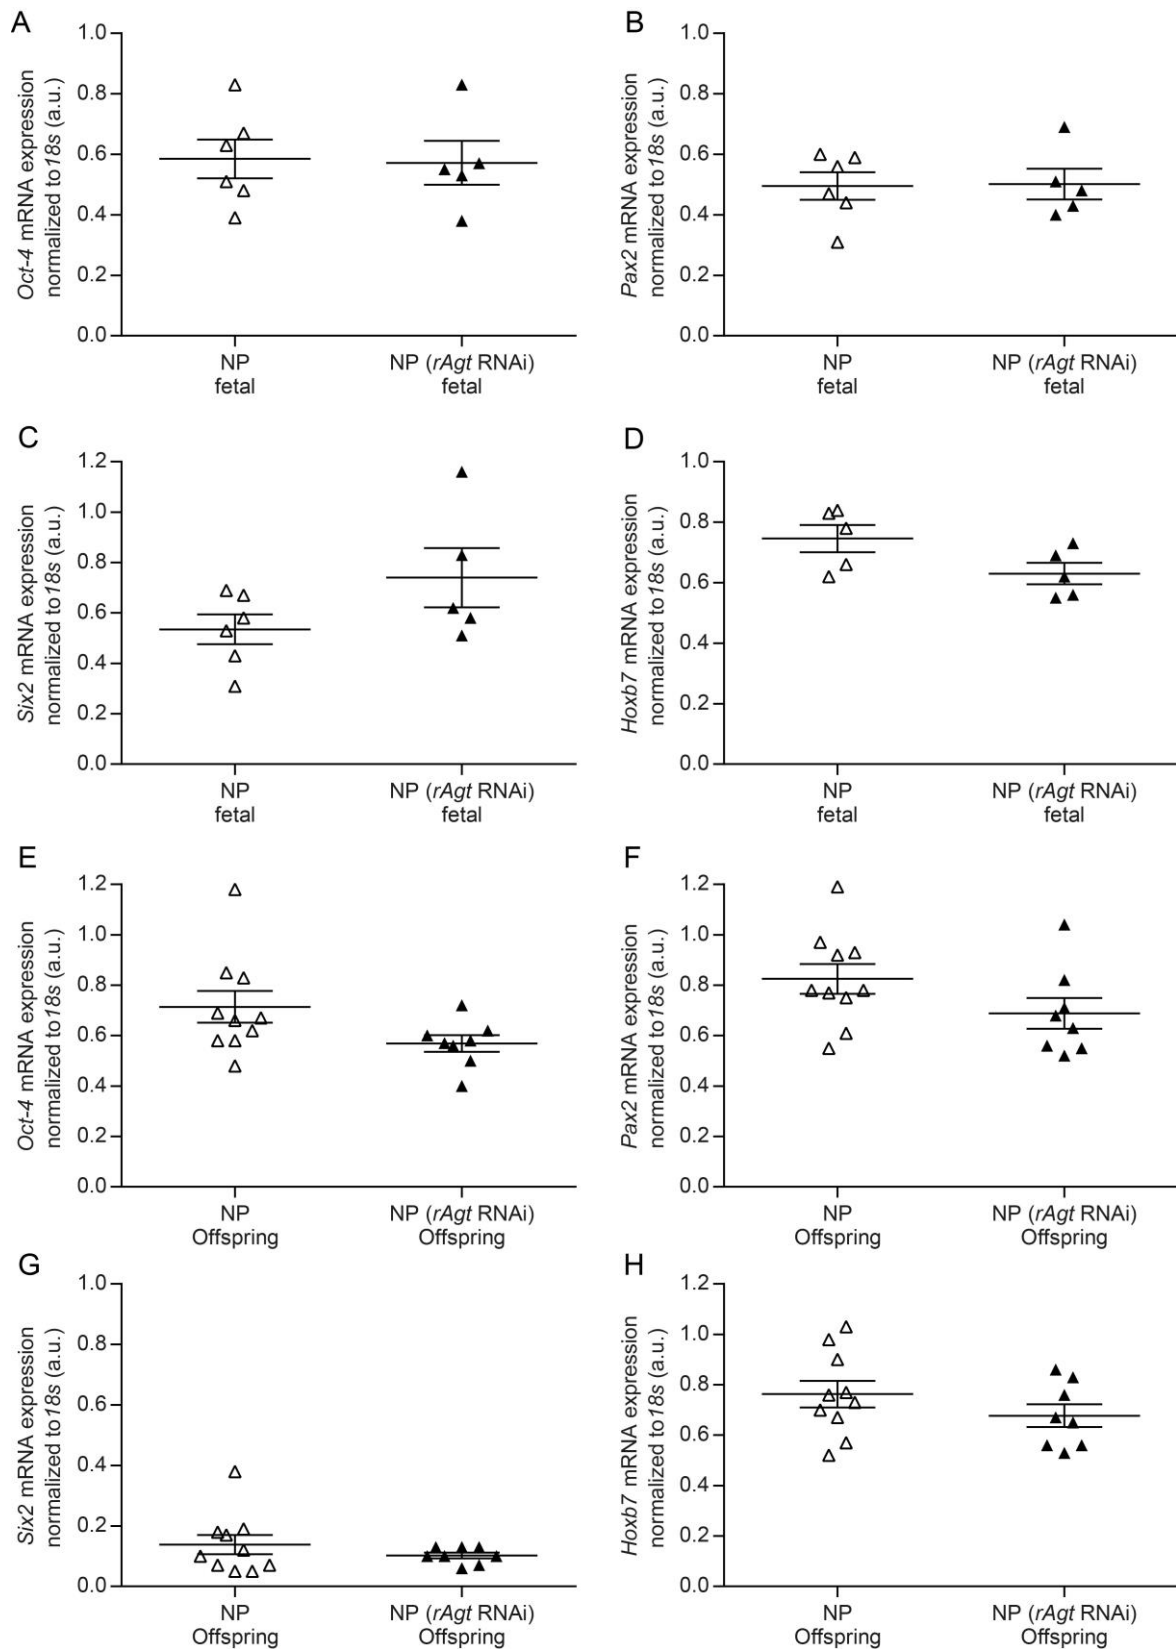 A
Oct-4 mRNA expression
normalized to 18s (a.u.)
1.0
0.8
0.6
0.4
0.2
0.0
NP
fetal
NP (rAgt RNAi)
fetal
B
Pax2 mRNA expression
normalized to 18s (a.u.)
1.0
0.8
0.6
0.4
0.2
0.0
NP
fetal
NP (rAgt RNAi)
fetal
C
Six2 mRNA expression
normalized to 18s (a.u.)
1.2
1.0
0.8
0.6
0.4
0.2
0.0
NP
fetal
NP (rAgt RNAi)
fetal
D
Hoxb7 mRNA expression
normalized to 18s (a.u.)
1.0
0.8
0.6
0.4
0.2
0.0
NP
fetal
NP (rAgt RNAi)
fetal
E
Oct-4 mRNA expression
normalized to 18s (a.u.)
1.2
1.0
0.8
0.6
0.4
0.2
0.0
NP
Offspring
NP (rAgt RNAi)
Offspring
F
Pax2 mRNA expression
normalized to 18s (a.u.)
1.2
1.0
0.8
0.6
0.4
0.2
0.0
NP
Offspring
NP (rAgt RNAi)
Offspring
G
Six2 mRNA expression
normalized to 18s (a.u.)
1.0
0.8
0.6
0.4
0.2
0.0
NP
Offspring
NP (rAgt RNAi)
Offspring
H
Hoxb7 mRNA expression
normalized to 18s (a.u.)
1.2
1.0
0.8
0.6
0.4
0.2
0.0
NP
Offspring
NP (rAgt RNAi)
Offspring